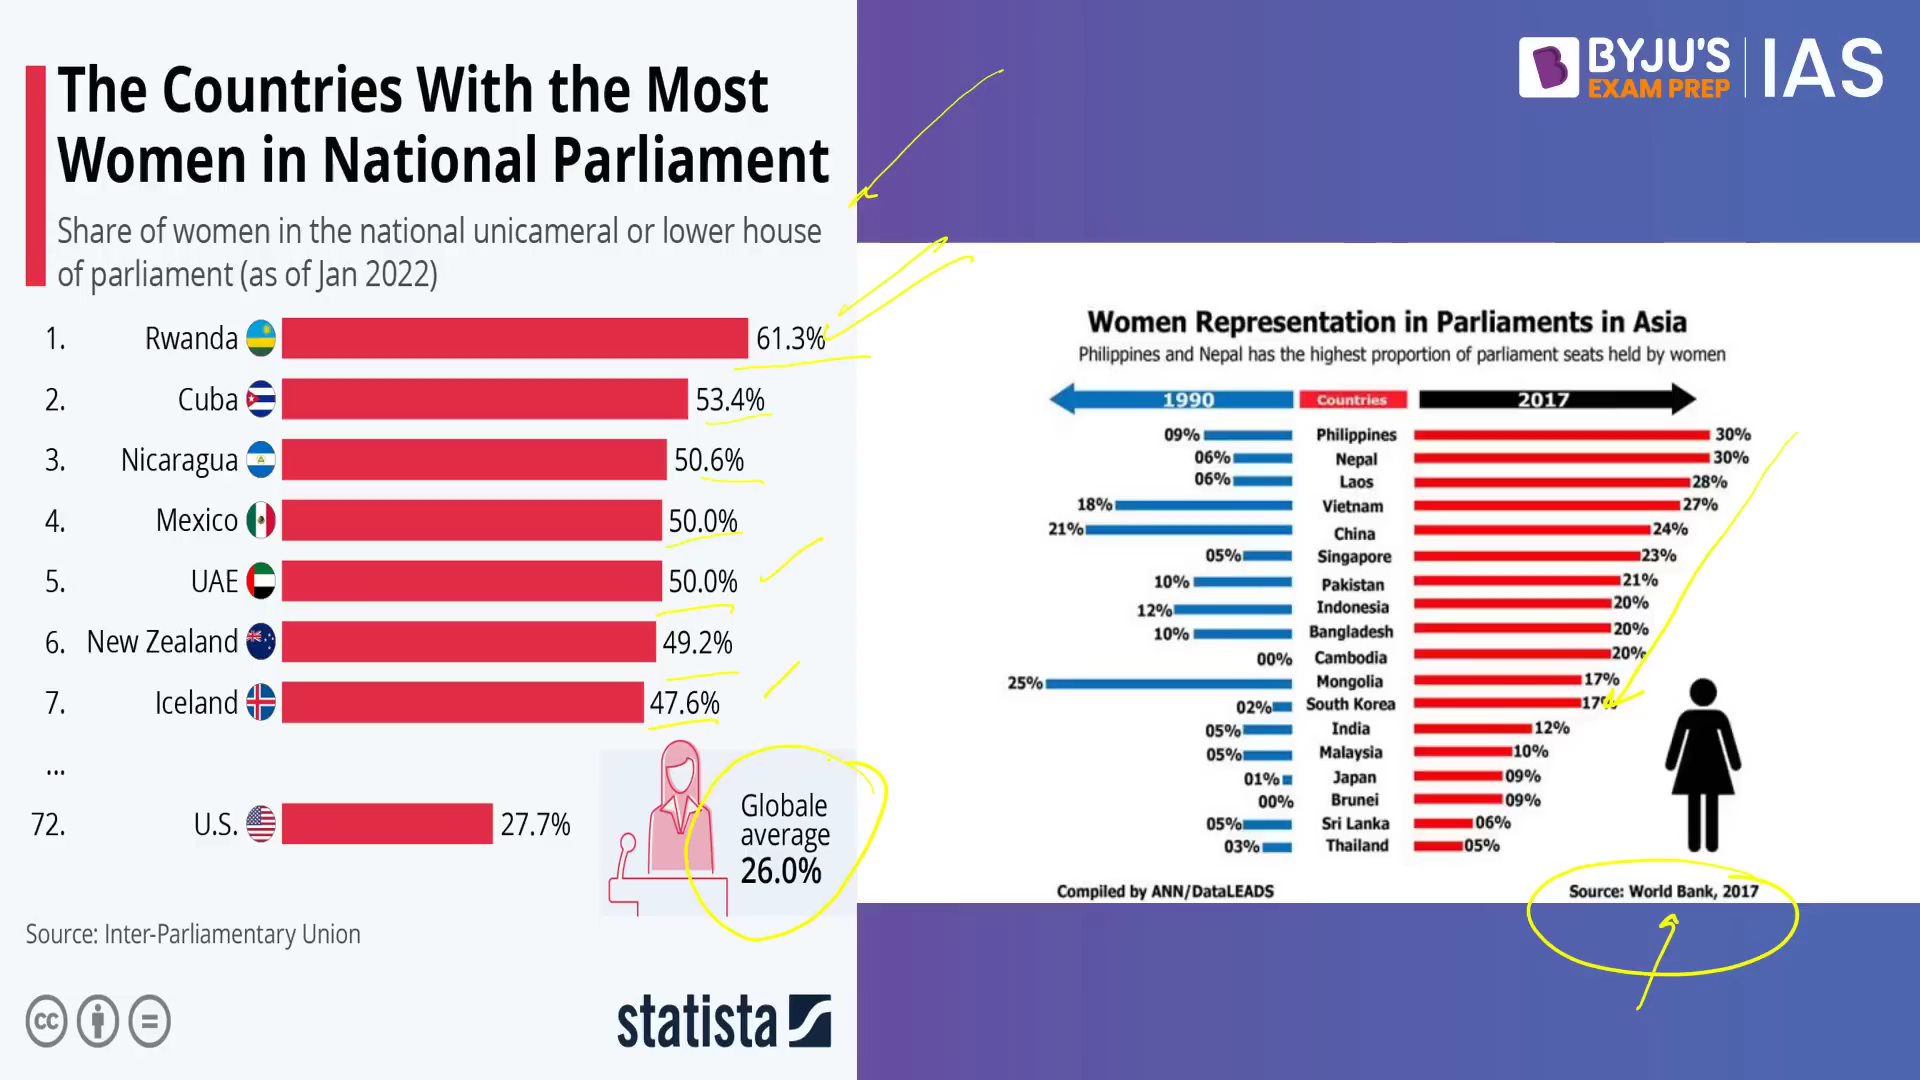 The Countries With the Most
Women in National Parliament
Share of women in the national unicameral or lower house
of parliament (as of Jan 2022)
1. Rwanda 61.3%
2. Cuba 53.4%
3. Nicaragua 50.6%
4. Mexico 50.0%
5. UAE 50.0%
6. New Zealand 49.2%
7. Iceland 47.6%
...
72. U.S. 27.7%
Globale
average
26.0%
Source: Inter-Parliamentary Union
cc
statista
BYJU'S
EXAM PREP
IAS
Women Representation in Parliaments in Asia
Philippines and Nepal has the highest proportion of parliament seats held by women
1990 Countries 2017
09% Philippines 30%
06% Nepal 30%
06% Laos 28%
18% Vietnam 27%
21% China 24%
05% Singapore 23%
10% Pakistan 21%
12% Indonesia 20%
10% Bangladesh 20%
00% Cambodia 20%
25% Mongolia 17%
02% South Korea 17%
05% India 12%
05% Malaysia 10%
01% Japan 09%
00% Brunei 09%
05% Sri Lanka 06%
03% Thailand 05%
Compiled by ANN/DataLEADS
Source: World Bank, 2017